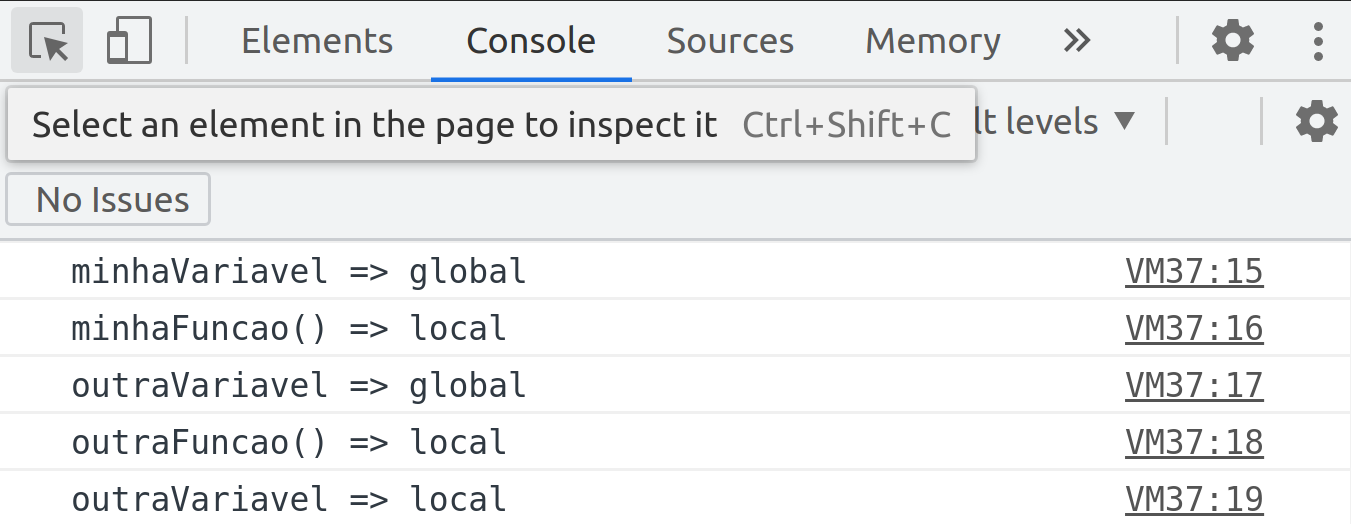 Elements Console Sources Memory
Select an element in the page to inspect it Ctrl+Shift+C lt levels ▼
No Issues
minhaVariavel => global VM37:15
minhaFuncao() => local VM37:16
outraVariavel => global VM37:17
outraFuncao() => local VM37:18
outraVariavel => local VM37:19